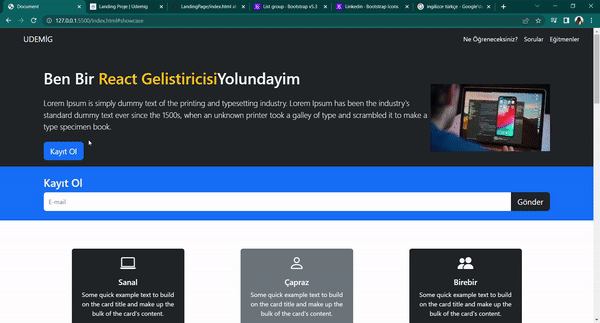 Document
Landing Proje | Udemig
LandingPage/index.html at
List group · Bootstrap v5.3
Linkedin · Bootstrap Icons
ingilizce türkçe - Google'da
127.0.0.1:5500/index.html#showcase
UDEMİG
Ne Öğreneceksiniz?
Sorular
Eğitmenler
Ben Bir React GelistiricisiYolundayim
Lorem Ipsum is simply dummy text of the printing and typesetting industry. Lorem Ipsum has been the industry's
standard dummy text ever since the 1500s, when an unknown printer took a galley of type and scrambled it to make a
type specimen book.
Kayıt Ol
Kayıt Ol
E-mail
Gönder
Sanal
Some quick example text to build
on the card title and make up the
bulk of the card's content.
Çapraz
Some quick example text to build
on the card title and make up the
bulk of the card's content.
Birebir
Some quick example text to build
on the card title and make up the
bulk of the card's content.